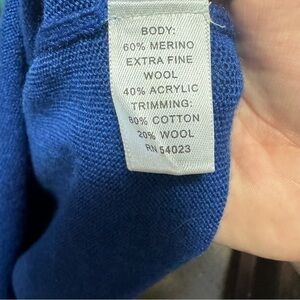 BODY:
60% MERINO
EXTRA FINE
WOOL
40% ACRYLIC
TRIMMING:
80% COTTON
20% WOOL
RN 54023